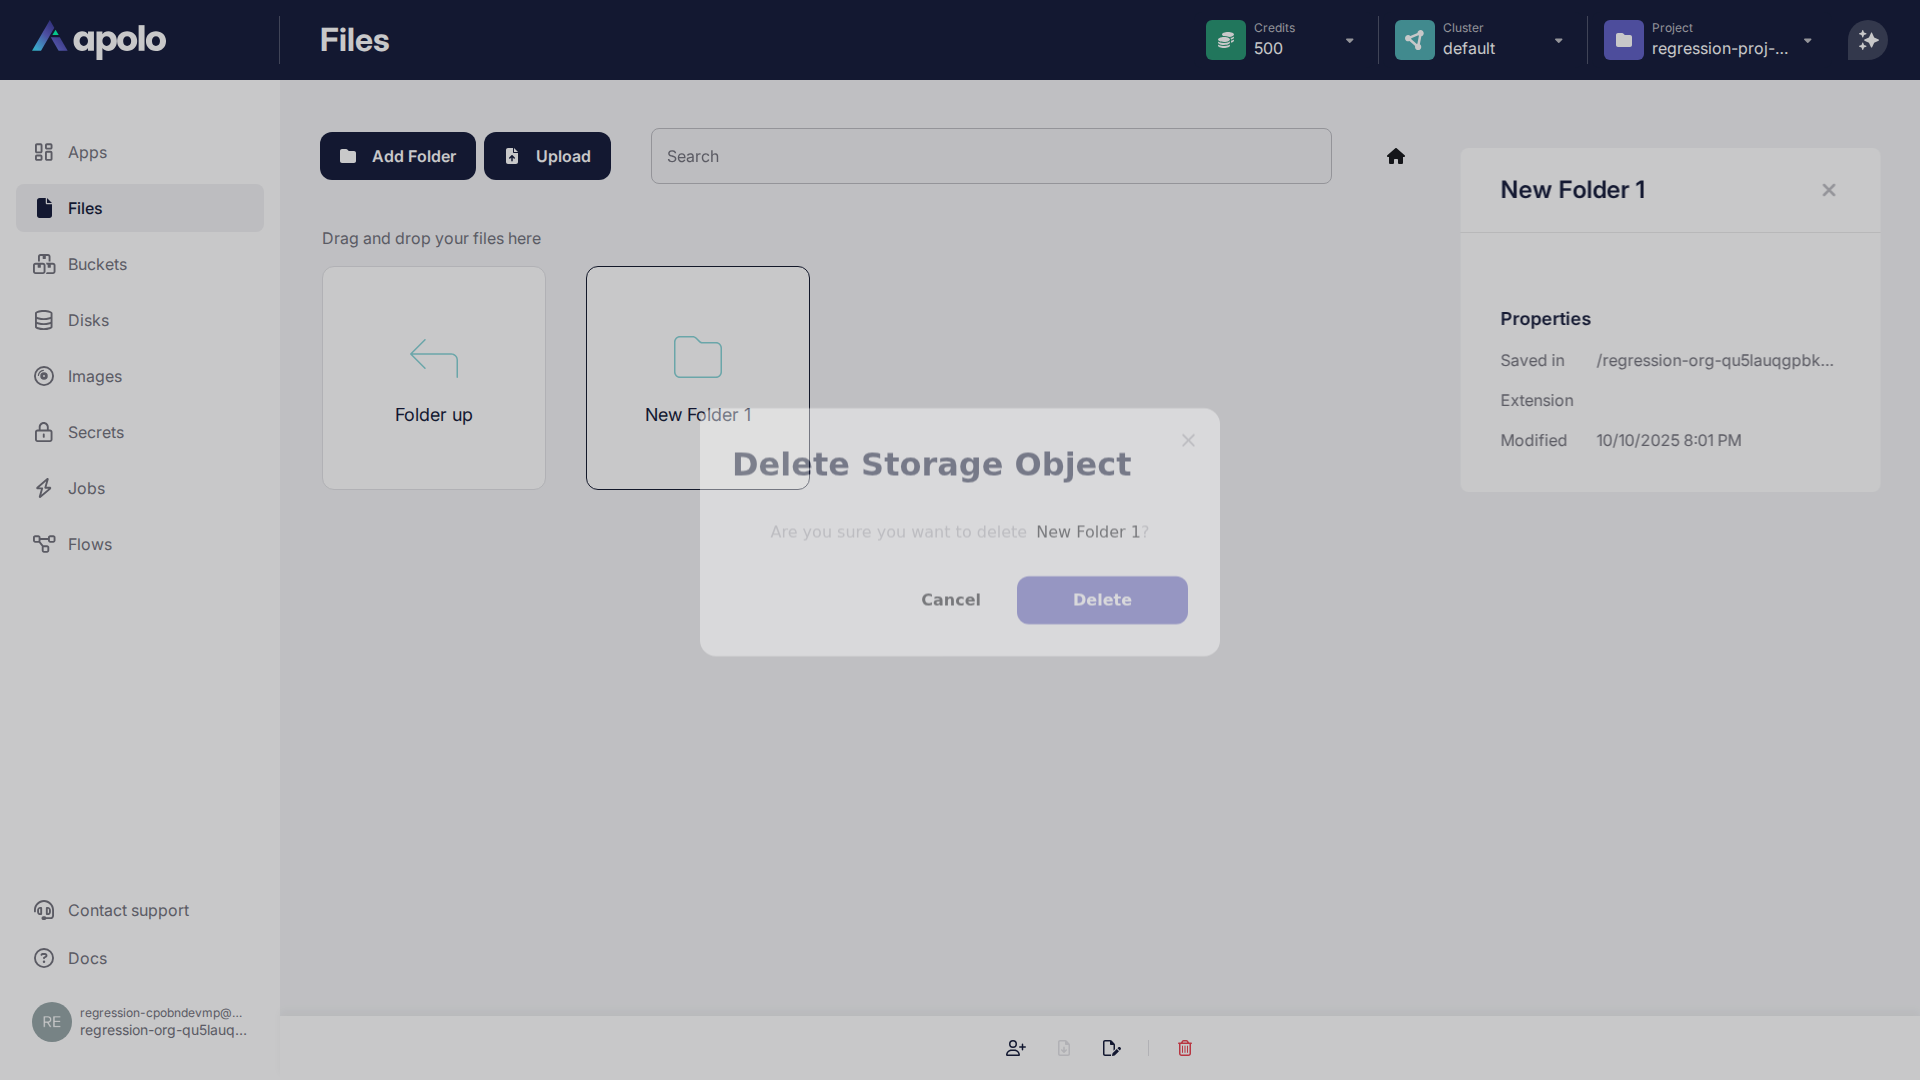 apolo
Files
Credits
500
Cluster
default
Project
regression-proj-...
Apps
Files
Buckets
Disks
Images
Secrets
Jobs
Flows
Contact support
Docs
RE
regression-cpobndevmp@...
regression-org-qu5lauq...
Add Folder
Upload
Search
Drag and drop your files here
Folder up
New Folder 1
Delete Storage Object
Are you sure you want to delete New Folder 1?
Cancel
Delete
New Folder 1
Properties
Saved in /regression-org-qu5lauqgpbk...
Extension
Modified 10/10/2025 8:01 PM